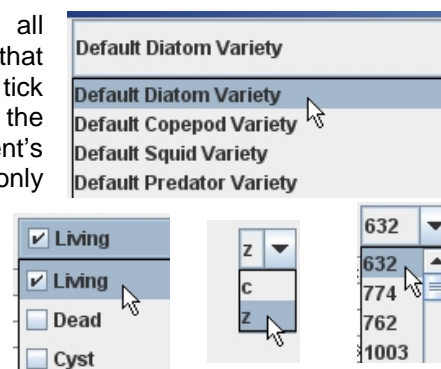 all
that
tick
the
ent's
only
Default Diatom Variety
Default Diatom Variety
Default Copepod Variety
Default Squid Variety
Default Predator Variety
Living
Living
Dead
Cyst
z
c
z
632
632
774
762
1003